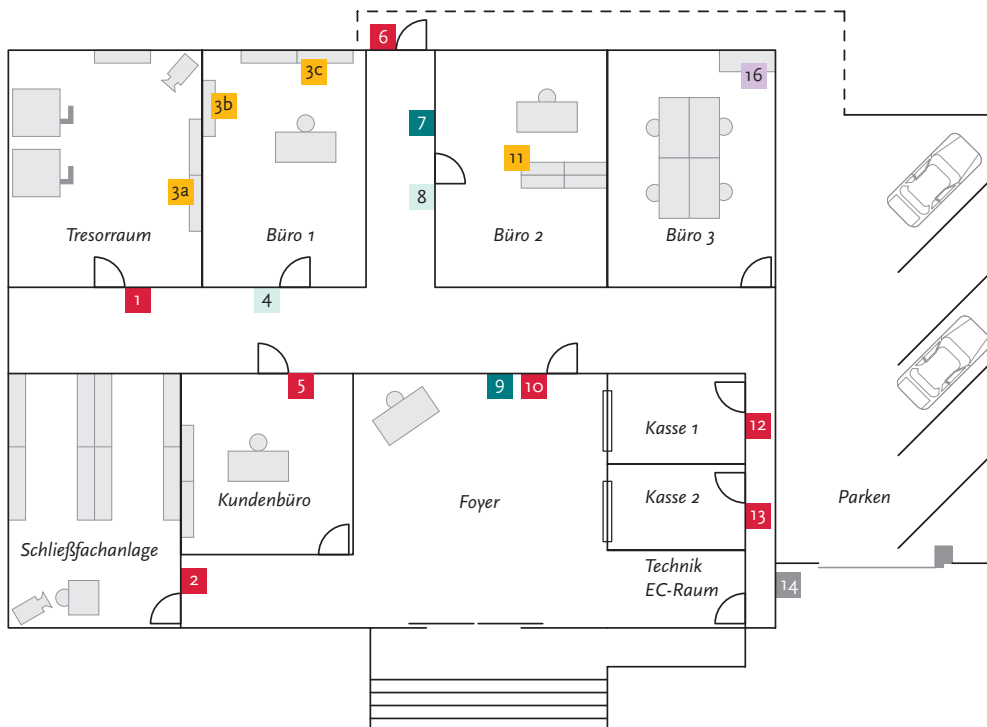 6
3c
16
3b
7
11
3a
8
Tresorraum
Büro 1
Büro 2
Büro 3
1
4
5
9
10
12
Kasse 1
Kundenbüro
Foyer
Kasse 2
Parken
13
Schließfachanlage
Technik
EC-Raum
2
14